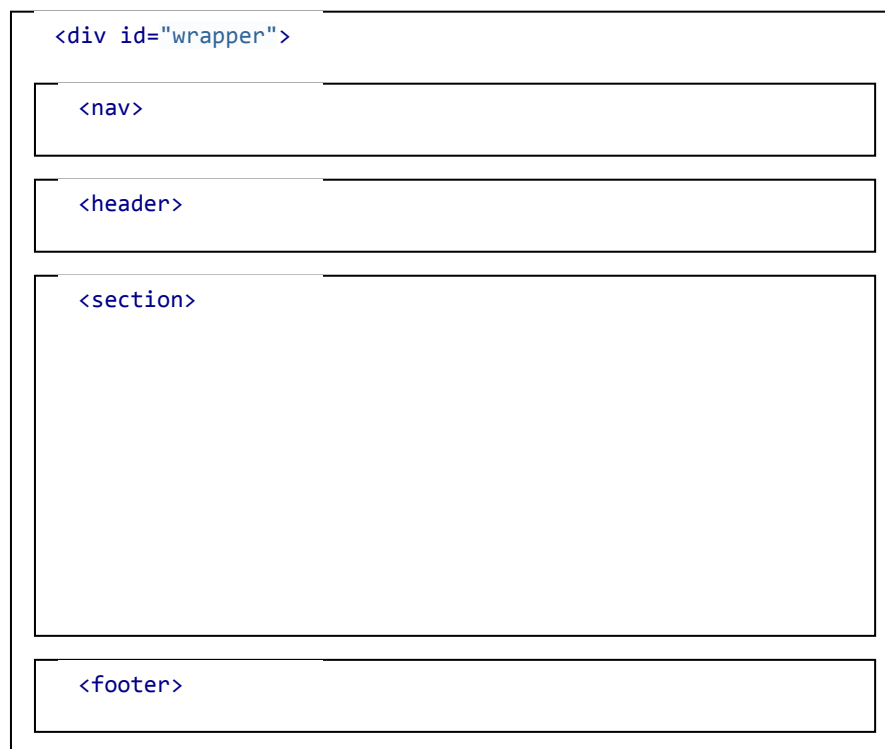 <div id="wrapper">
<nav>
<header>
<section>
<footer>